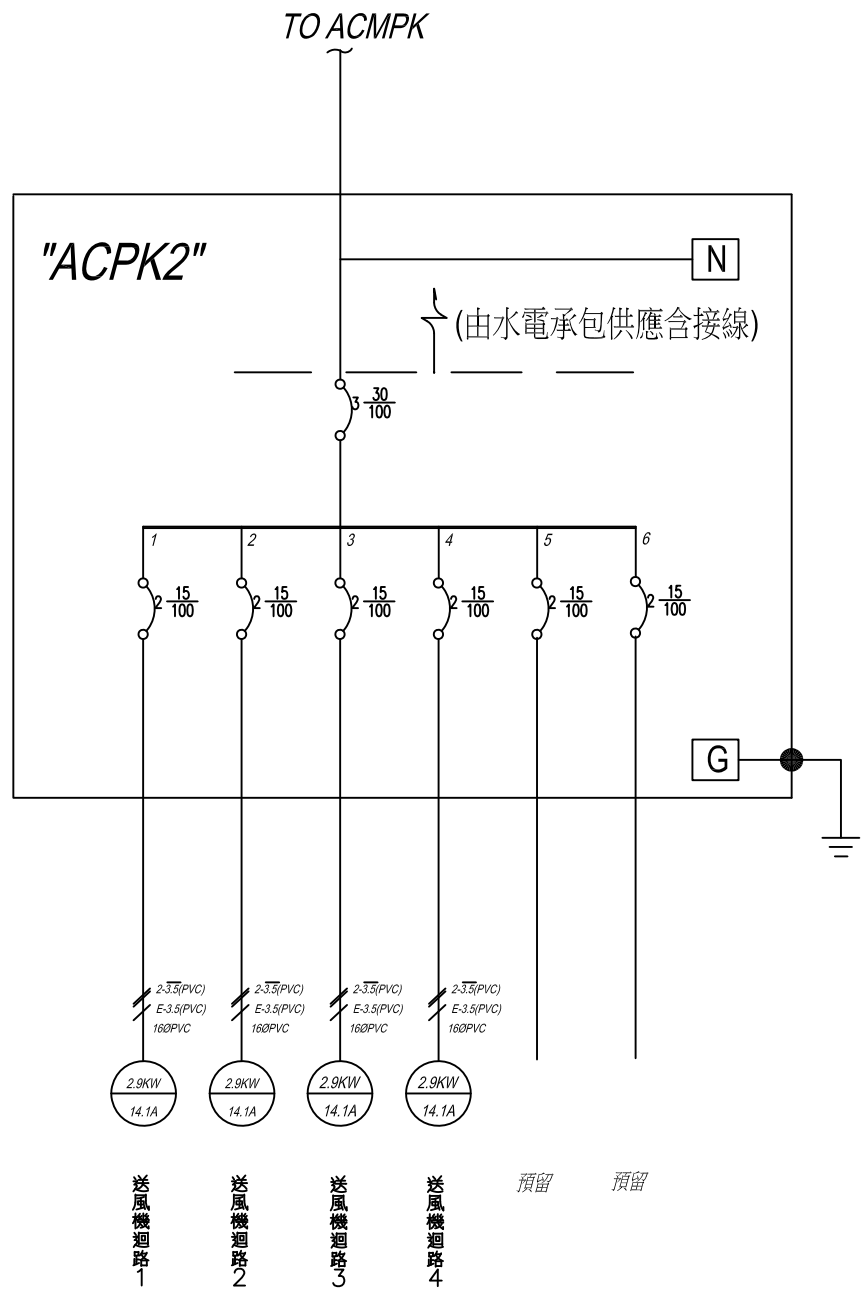 TO ACMPK
"ACPK2"
N
(由水電承包供應含接線)
3 30/100
1 2 3 4 5 6
2 15/100 2 15/100 2 15/100 2 15/100 2 15/100 2 15/100
G
2-3.5(PVC) 2-3.5(PVC) 2-3.5(PVC) 2-3.5(PVC)
E-3.5(PVC) E-3.5(PVC) E-3.5(PVC) E-3.5(PVC)
16ØPVC 16ØPVC 16ØPVC 16ØPVC
2.9KW 2.9KW 2.9KW 2.9KW
14.1A 14.1A 14.1A 14.1A
送風機迴路1
送風機迴路2
送風機迴路3
送風機迴路4
預留
預留